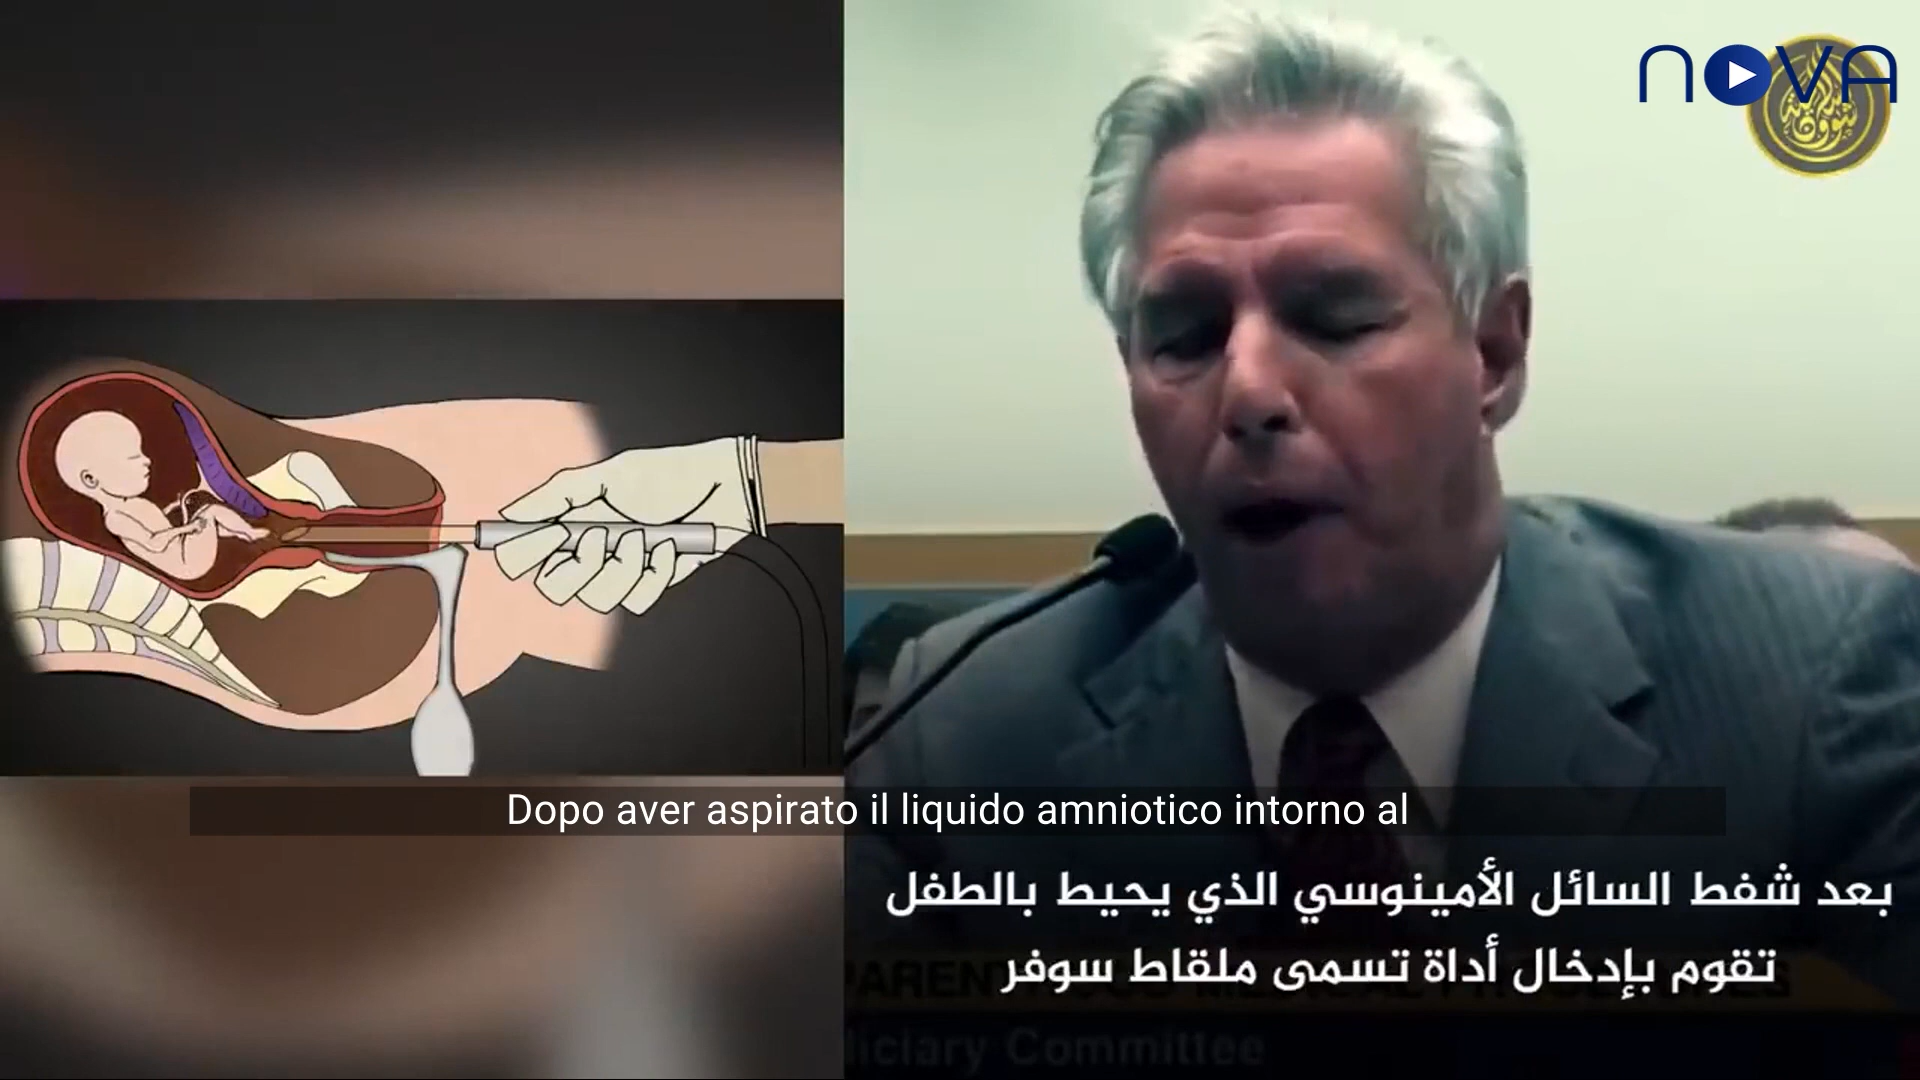 NOVA
Dopo aver aspirato il liquido amniotico intorno al
بعد شفط السائل الأمينوسي الذي يحيط بالطفل
تقوم بإدخال أداة تسمى ملقاط سوفر
Judiciary Committee